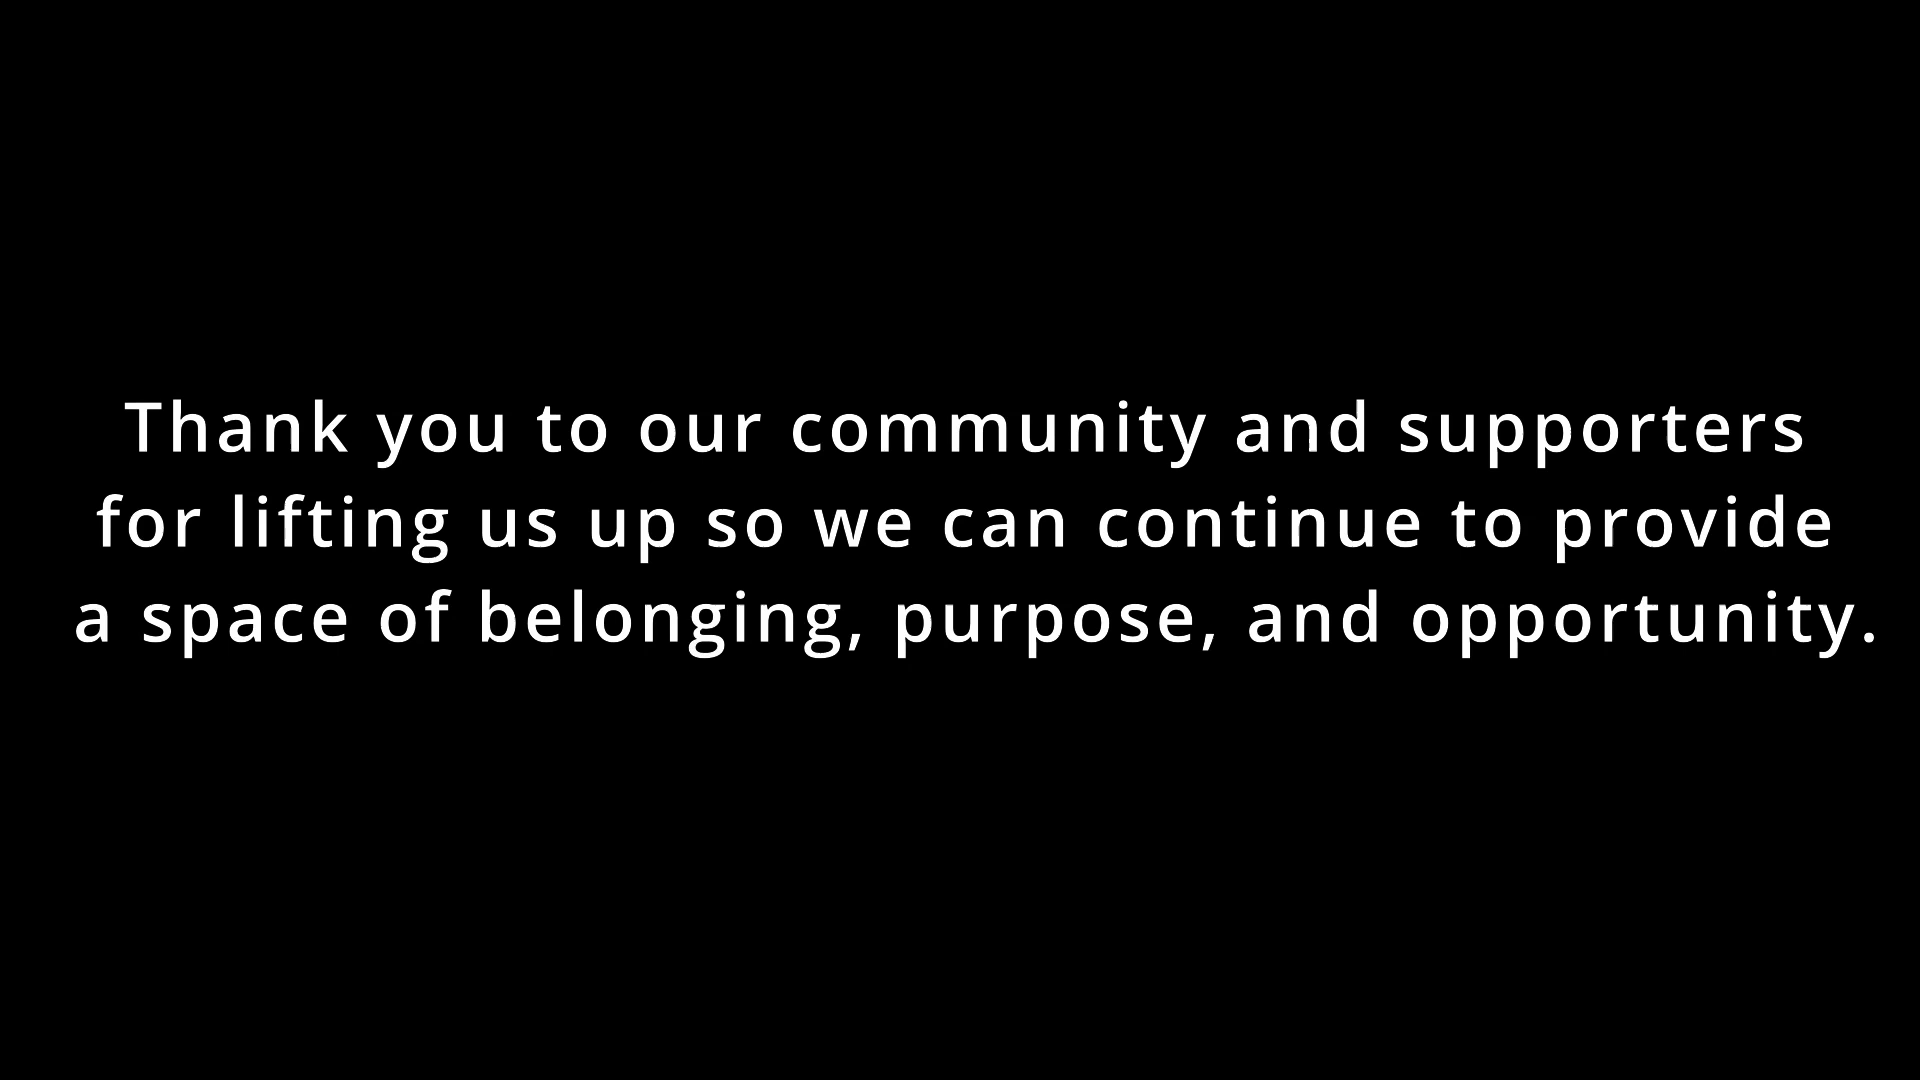 Thank you to our community and supporters
for lifting us up so we can continue to provide
a space of belonging, purpose, and opportunity.